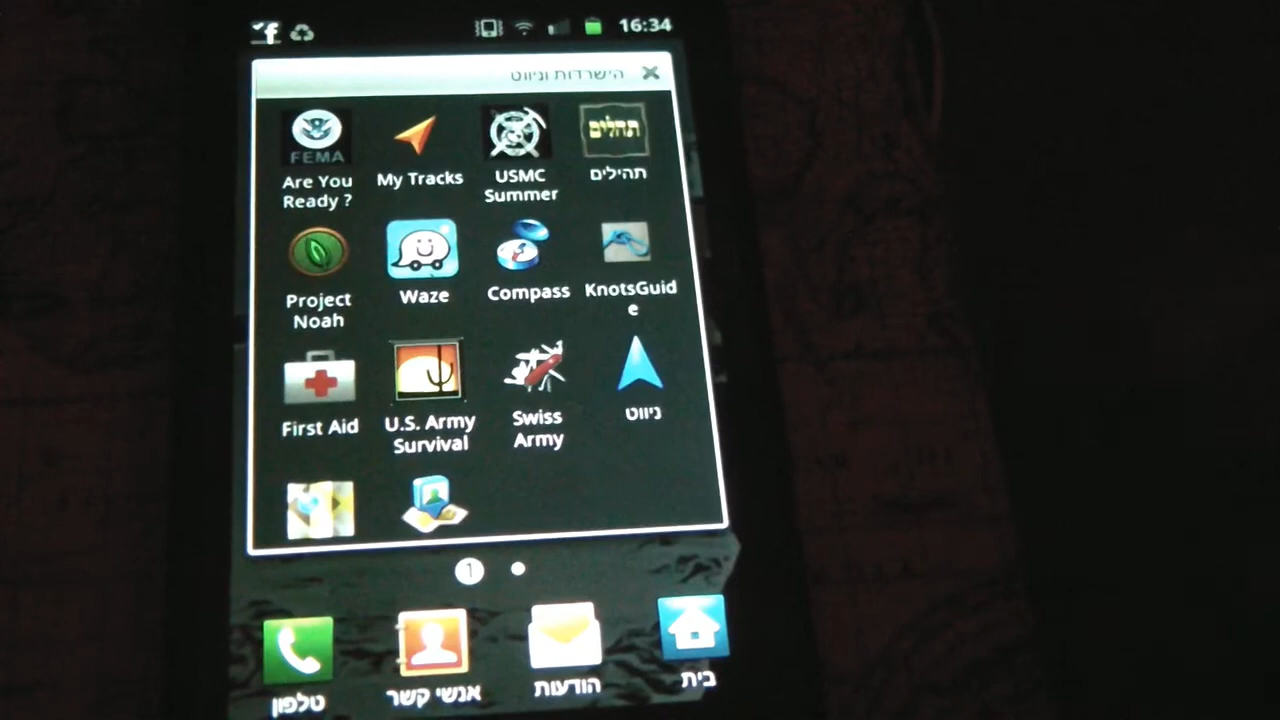 16:34
הישרדות וניווט
FEMA
תהלים
Are You
Ready ?
My Tracks
USMC
Summer
תהילים
Project
Noah
Waze
Compass
KnotsGuid
e
First Aid
U.S. Army
Survival
Swiss
Army
ניווט
1
טלפון
אנשי קשר
הודעות
בית